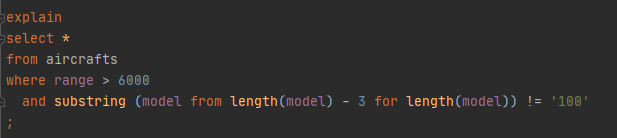 explain
select *
from aircrafts
where range > 6000
  and substring (model from length(model) - 3 for length(model)) != '100'
;